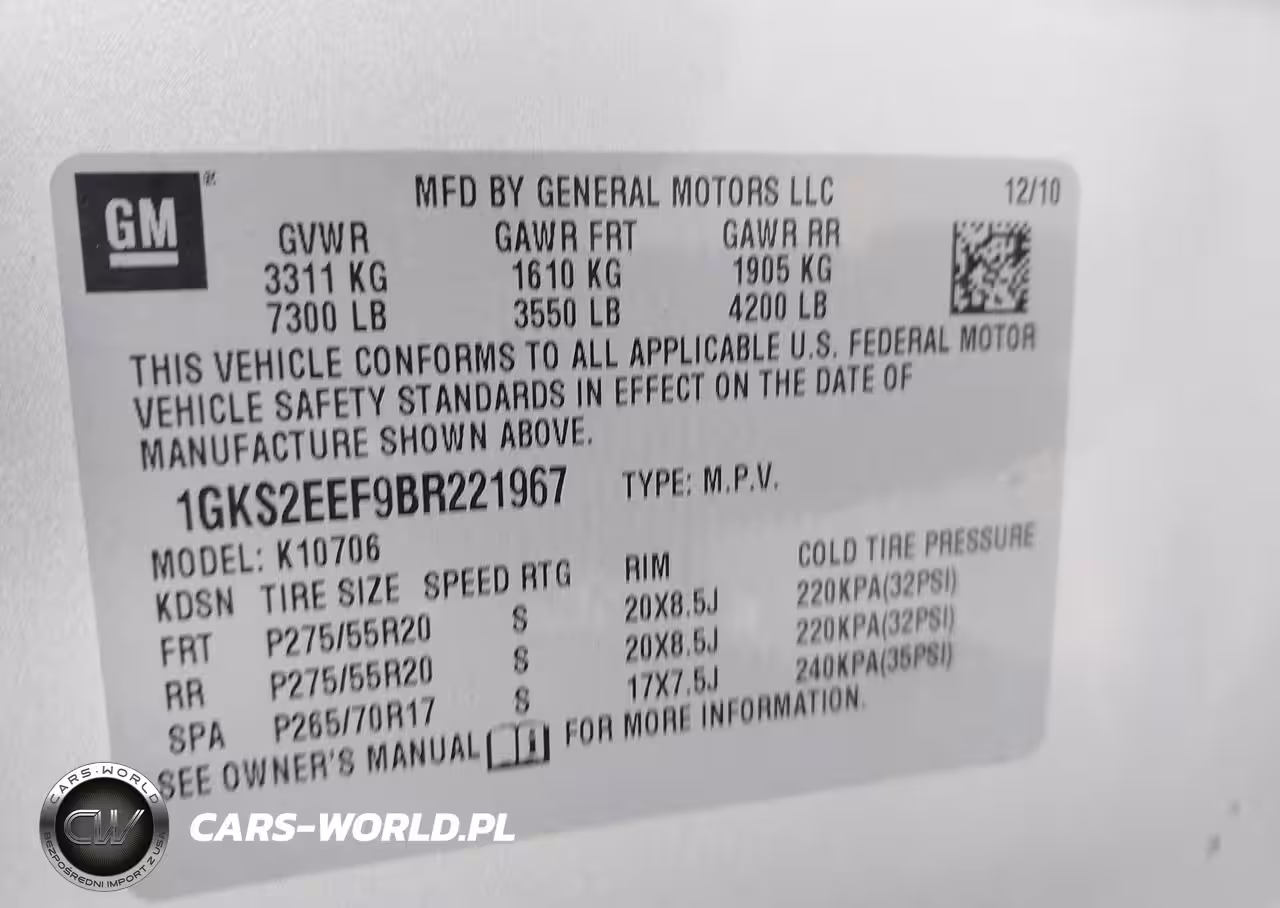 GM®
MFD BY GENERAL MOTORS LLC 12/10
GVWR GAWR FRT GAWR RR
3311 KG 1610 KG 1905 KG
7300 LB 3550 LB 4200 LB
THIS VEHICLE CONFORMS TO ALL APPLICABLE U.S. FEDERAL MOTOR
VEHICLE SAFETY STANDARDS IN EFFECT ON THE DATE OF
MANUFACTURE SHOWN ABOVE.
1GKS2EEF9BR221967 TYPE: M.P.V.
MODEL: K10706
KDSN TIRE SIZE SPEED RTG RIM COLD TIRE PRESSURE
FRT P275/55R20 S 20X8.5J 220KPA(32PSI)
RR P275/55R20 S 20X8.5J 220KPA(32PSI)
SPA P265/70R17 S 17X7.5J 240KPA(35PSI)
SEE OWNER'S MANUAL FOR MORE INFORMATION.
CARS-WORLD
CW
BEZPOŚREDNI IMPORT Z USA
CARS-WORLD.PL